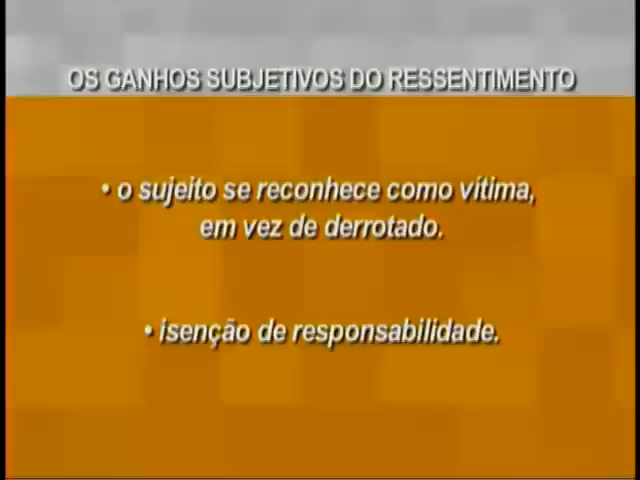 OS GANHOS SUBJETIVOS DO RESSENTIMENTO
• o sujeito se reconhece como vítima,
em vez de derrotado.
• isenção de responsabilidade.